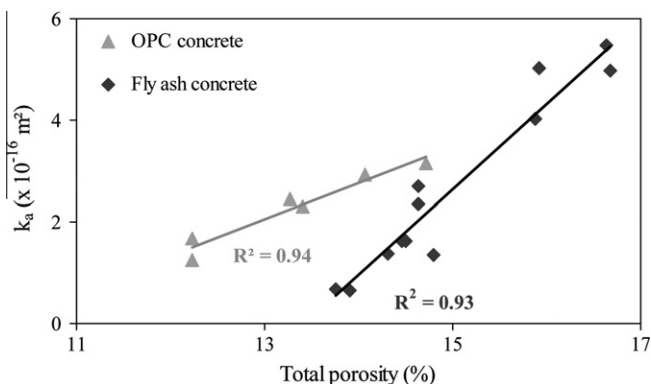 6
OPC concrete
Fly ash concrete
4
kₐ (x 10⁻¹⁶ m²)
2
R² = 0.94
R² = 0.93
0
11 13 15 17
Total porosity (%)